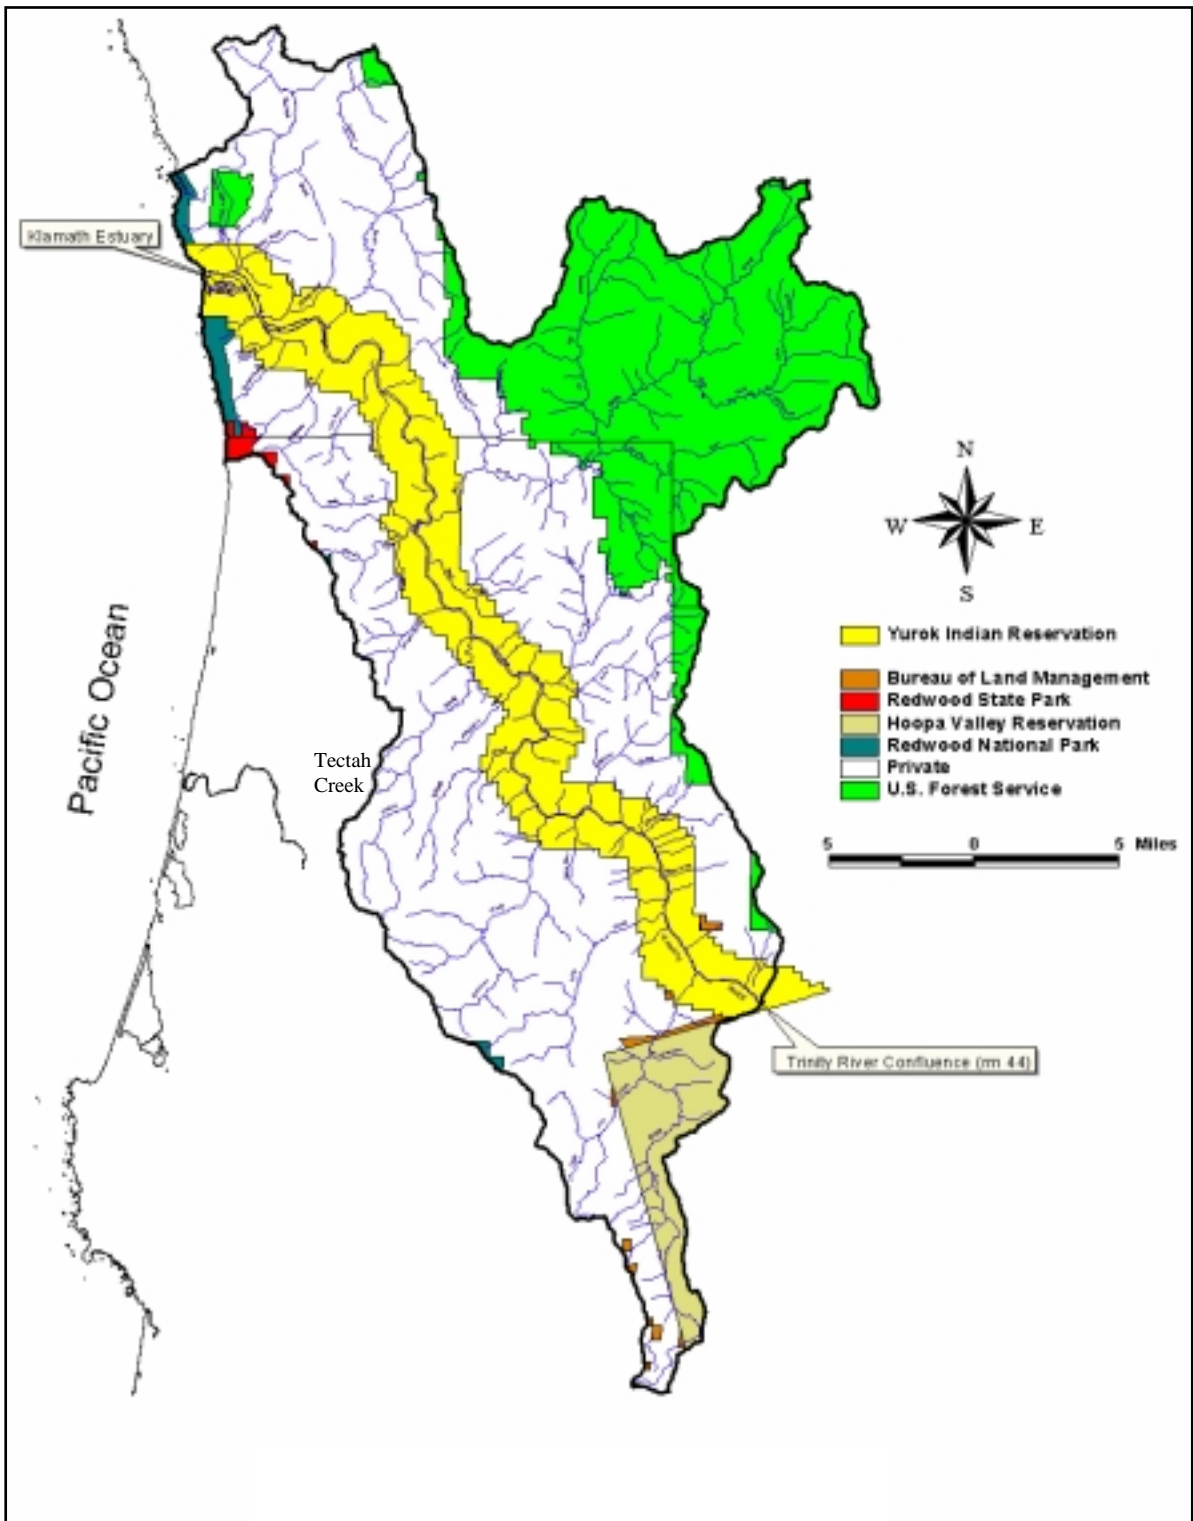 Klamath Estuary
N
W
E
S
Yurok Indian Reservation
Bureau of Land Management
Redwood State Park
Hoopa Valley Reservation
Redwood National Park
Private
U.S. Forest Service
5 0 5 Miles
Pacific Ocean
Tectah
Creek
Trinity River Confluence (rm 44)